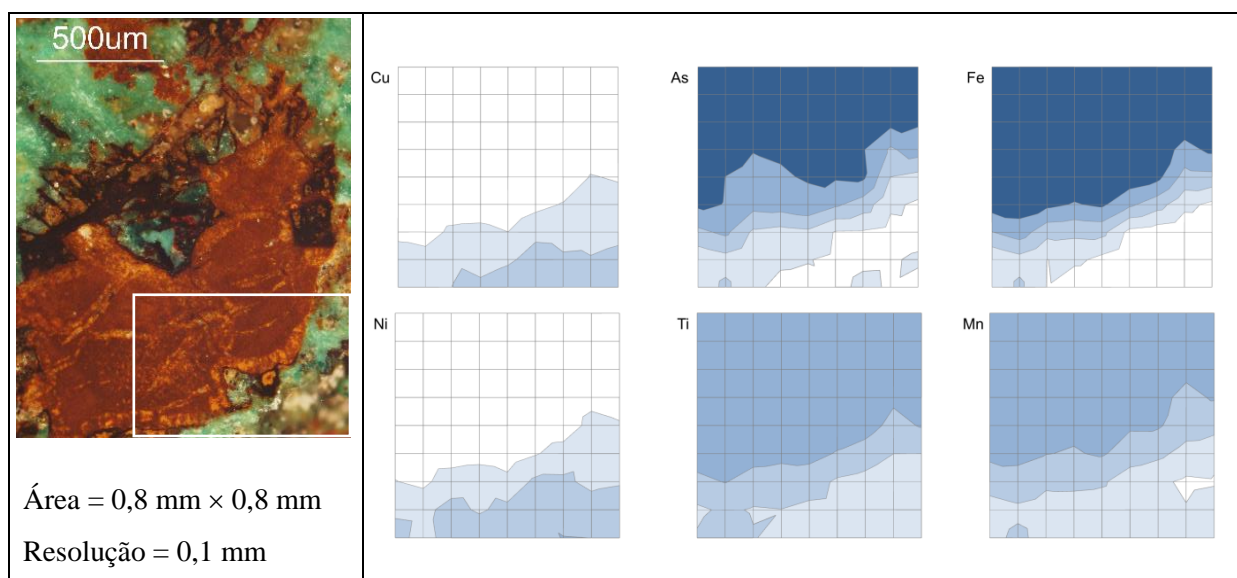 500um
Cu
As
Fe
Ni
Ti
Mn
Área = 0,8 mm × 0,8 mm
Resolução = 0,1 mm